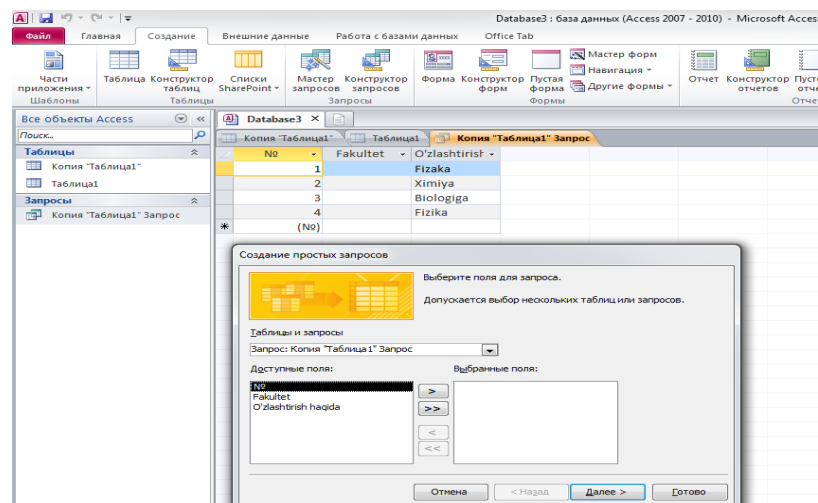 Database3 : база данных (Access 2007 - 2010) - Microsoft Access
Файл Главная Создание Внешние данные Работа с базами данных Office Tab
Части приложения
Шаблоны
Таблица Конструктор таблиц Списки SharePoint
Таблицы
Мастер запросов Конструктор запросов
Запросы
Форма Конструктор форм Пустая форма
Мастер форм
Навигация
Другие формы
Формы
Отчет Конструктор отчетов
Все объекты Access
Поиск...
Таблицы
Копия "Таблица1"
Таблица1
Запросы
Копия "Таблица1" Запрос
Database3
Копия "Таблица1" Таблица1 Копия "Таблица1" Запрос
№ Fakultet O'zlashtirish
1 Fizaka
2 Ximiya
3 Biologiga
4 Fizika
(№)
Создание простых запросов
Выберите поля для запроса.
Допускается выбор нескольких таблиц или запросов.
Таблицы и запросы
Запрос: Копия "Таблица1" Запрос
Доступные поля: Выбранные поля:
№
Fakultet
O'zlashtirish haqida
>
>>
<
<<
Отмена < Назад Далее > Готово